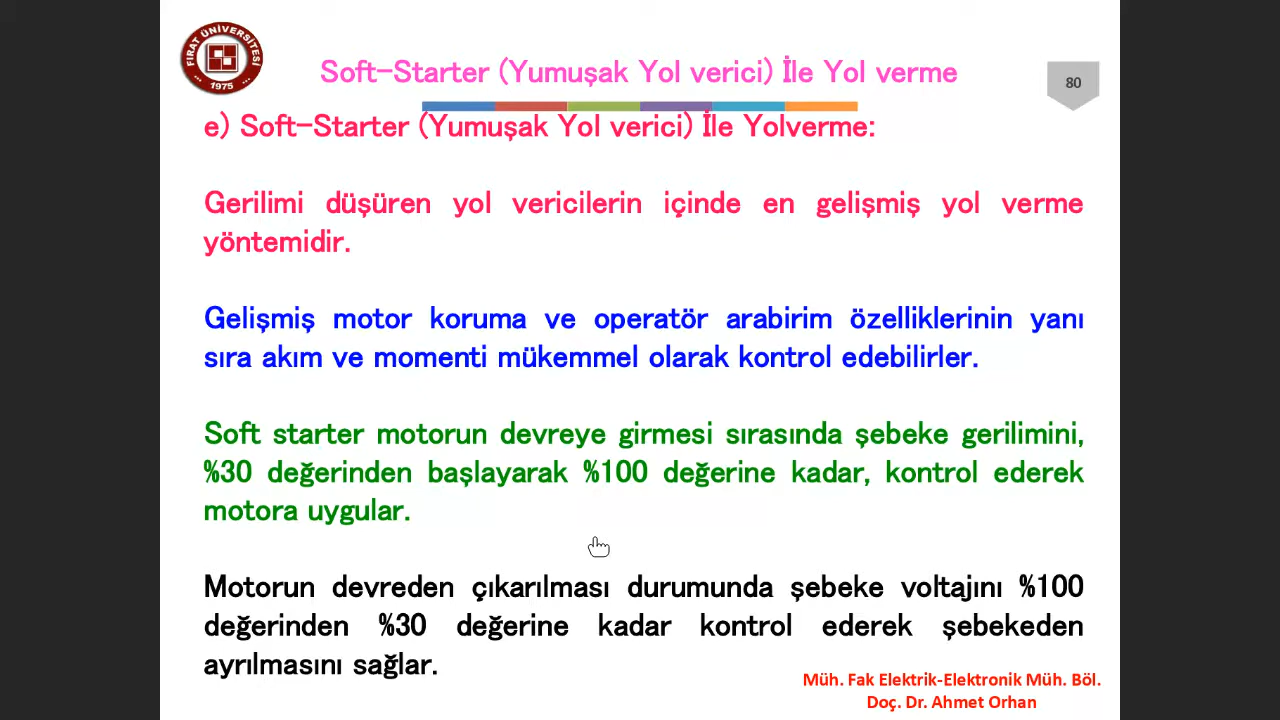 FIRAT ÜNİVERSİTESİ
1975
Soft-Starter (Yumuşak Yol verici) İle Yol verme
80
e) Soft-Starter (Yumuşak Yol verici) İle Yolverme:
Gerilimi düşüren yol vericilerin içinde en gelişmiş yol verme
yöntemidir.
Gelişmiş motor koruma ve operatör arabirim özelliklerinin yanı
sıra akım ve momenti mükemmel olarak kontrol edebilirler.
Soft starter motorun devreye girmesi sırasında şebeke gerilimini,
%30 değerinden başlayarak %100 değerine kadar, kontrol ederek
motora uygular.
Motorun devreden çıkarılması durumunda şebeke voltajını %100
değerinden %30 değerine kadar kontrol ederek şebekeden
ayrılmasını sağlar.
Müh. Fak Elektrik-Elektronik Müh. Böl.
Doç. Dr. Ahmet Orhan